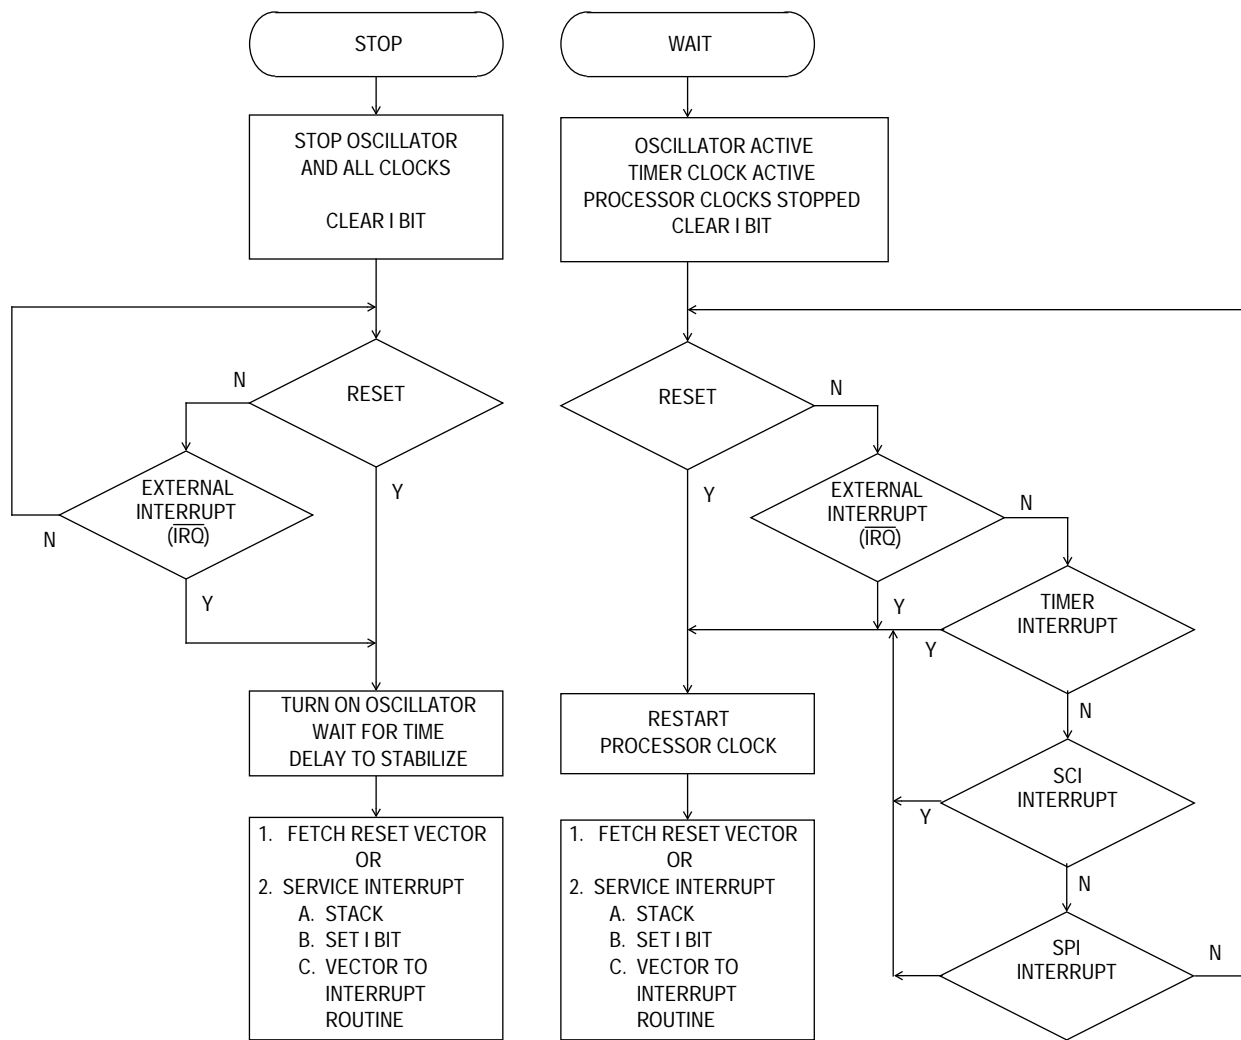 STOP
STOP OSCILLATOR
AND ALL CLOCKS
CLEAR I BIT
RESET
N
Y
EXTERNAL
INTERRUPT
(IRQ)
N
Y
TURN ON OSCILLATOR
WAIT FOR TIME
DELAY TO STABILIZE
1. FETCH RESET VECTOR
OR
2. SERVICE INTERRUPT
A. STACK
B. SET I BIT
C. VECTOR TO
INTERRUPT
ROUTINE
WAIT
OSCILLATOR ACTIVE
TIMER CLOCK ACTIVE
PROCESSOR CLOCKS STOPPED
CLEAR I BIT
RESET
N
Y
EXTERNAL
INTERRUPT
(IRQ)
N
Y
TIMER
INTERRUPT
Y
N
SCI
INTERRUPT
Y
N
SPI
INTERRUPT
N
RESTART
PROCESSOR CLOCK
1. FETCH RESET VECTOR
OR
2. SERVICE INTERRUPT
A. STACK
B. SET I BIT
C. VECTOR TO
INTERRUPT
ROUTINE